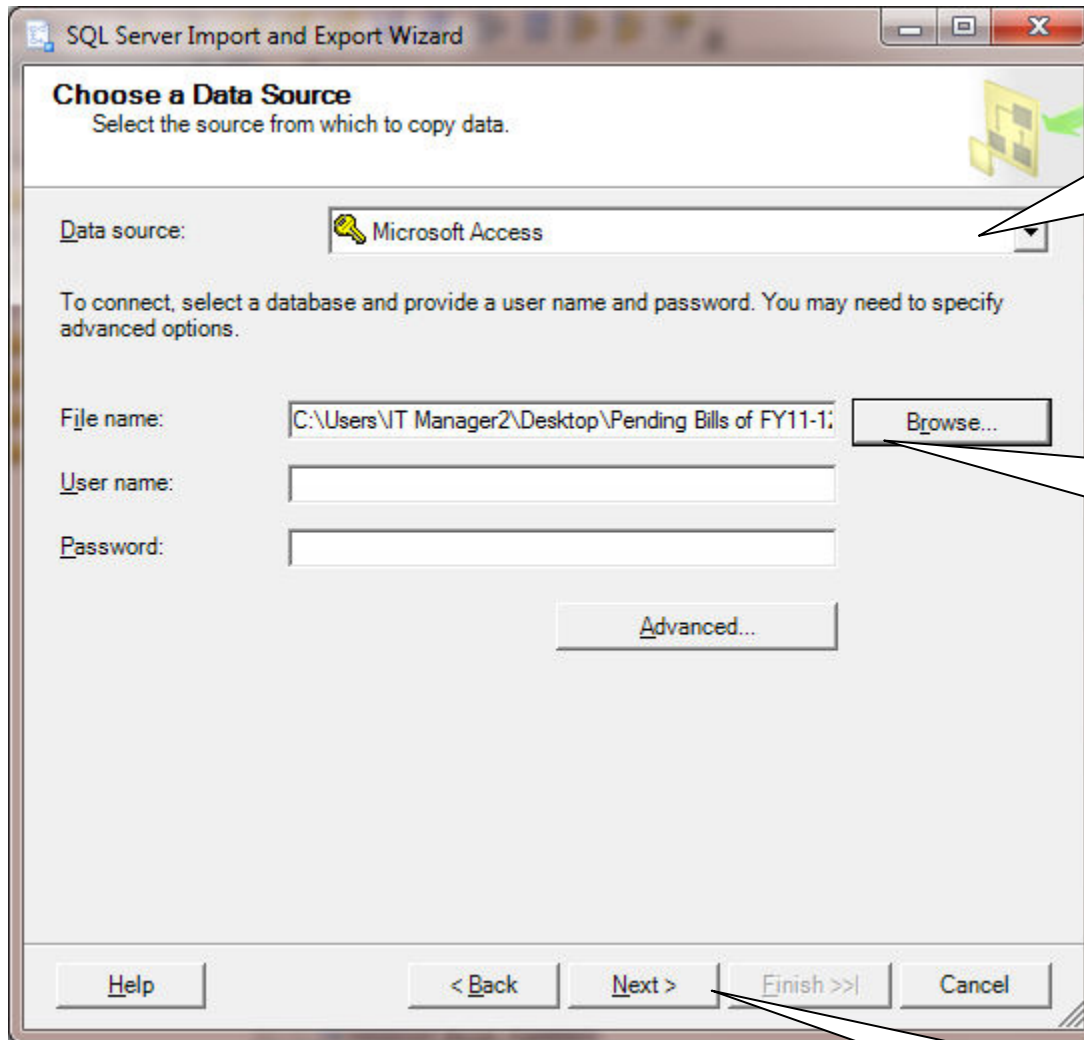 SQL Server Import and Export Wizard
Choose a Data Source
Select the source from which to copy data.
Data source:
Microsoft Access
To connect, select a database and provide a user name and password. You may need to specify
advanced options.
File name:
C:\Users\IT Manager2\Desktop\Pending Bills of FY11-12
Browse...
User name:
Password:
Advanced...
Help
< Back
Next >
Finish >>|
Cancel